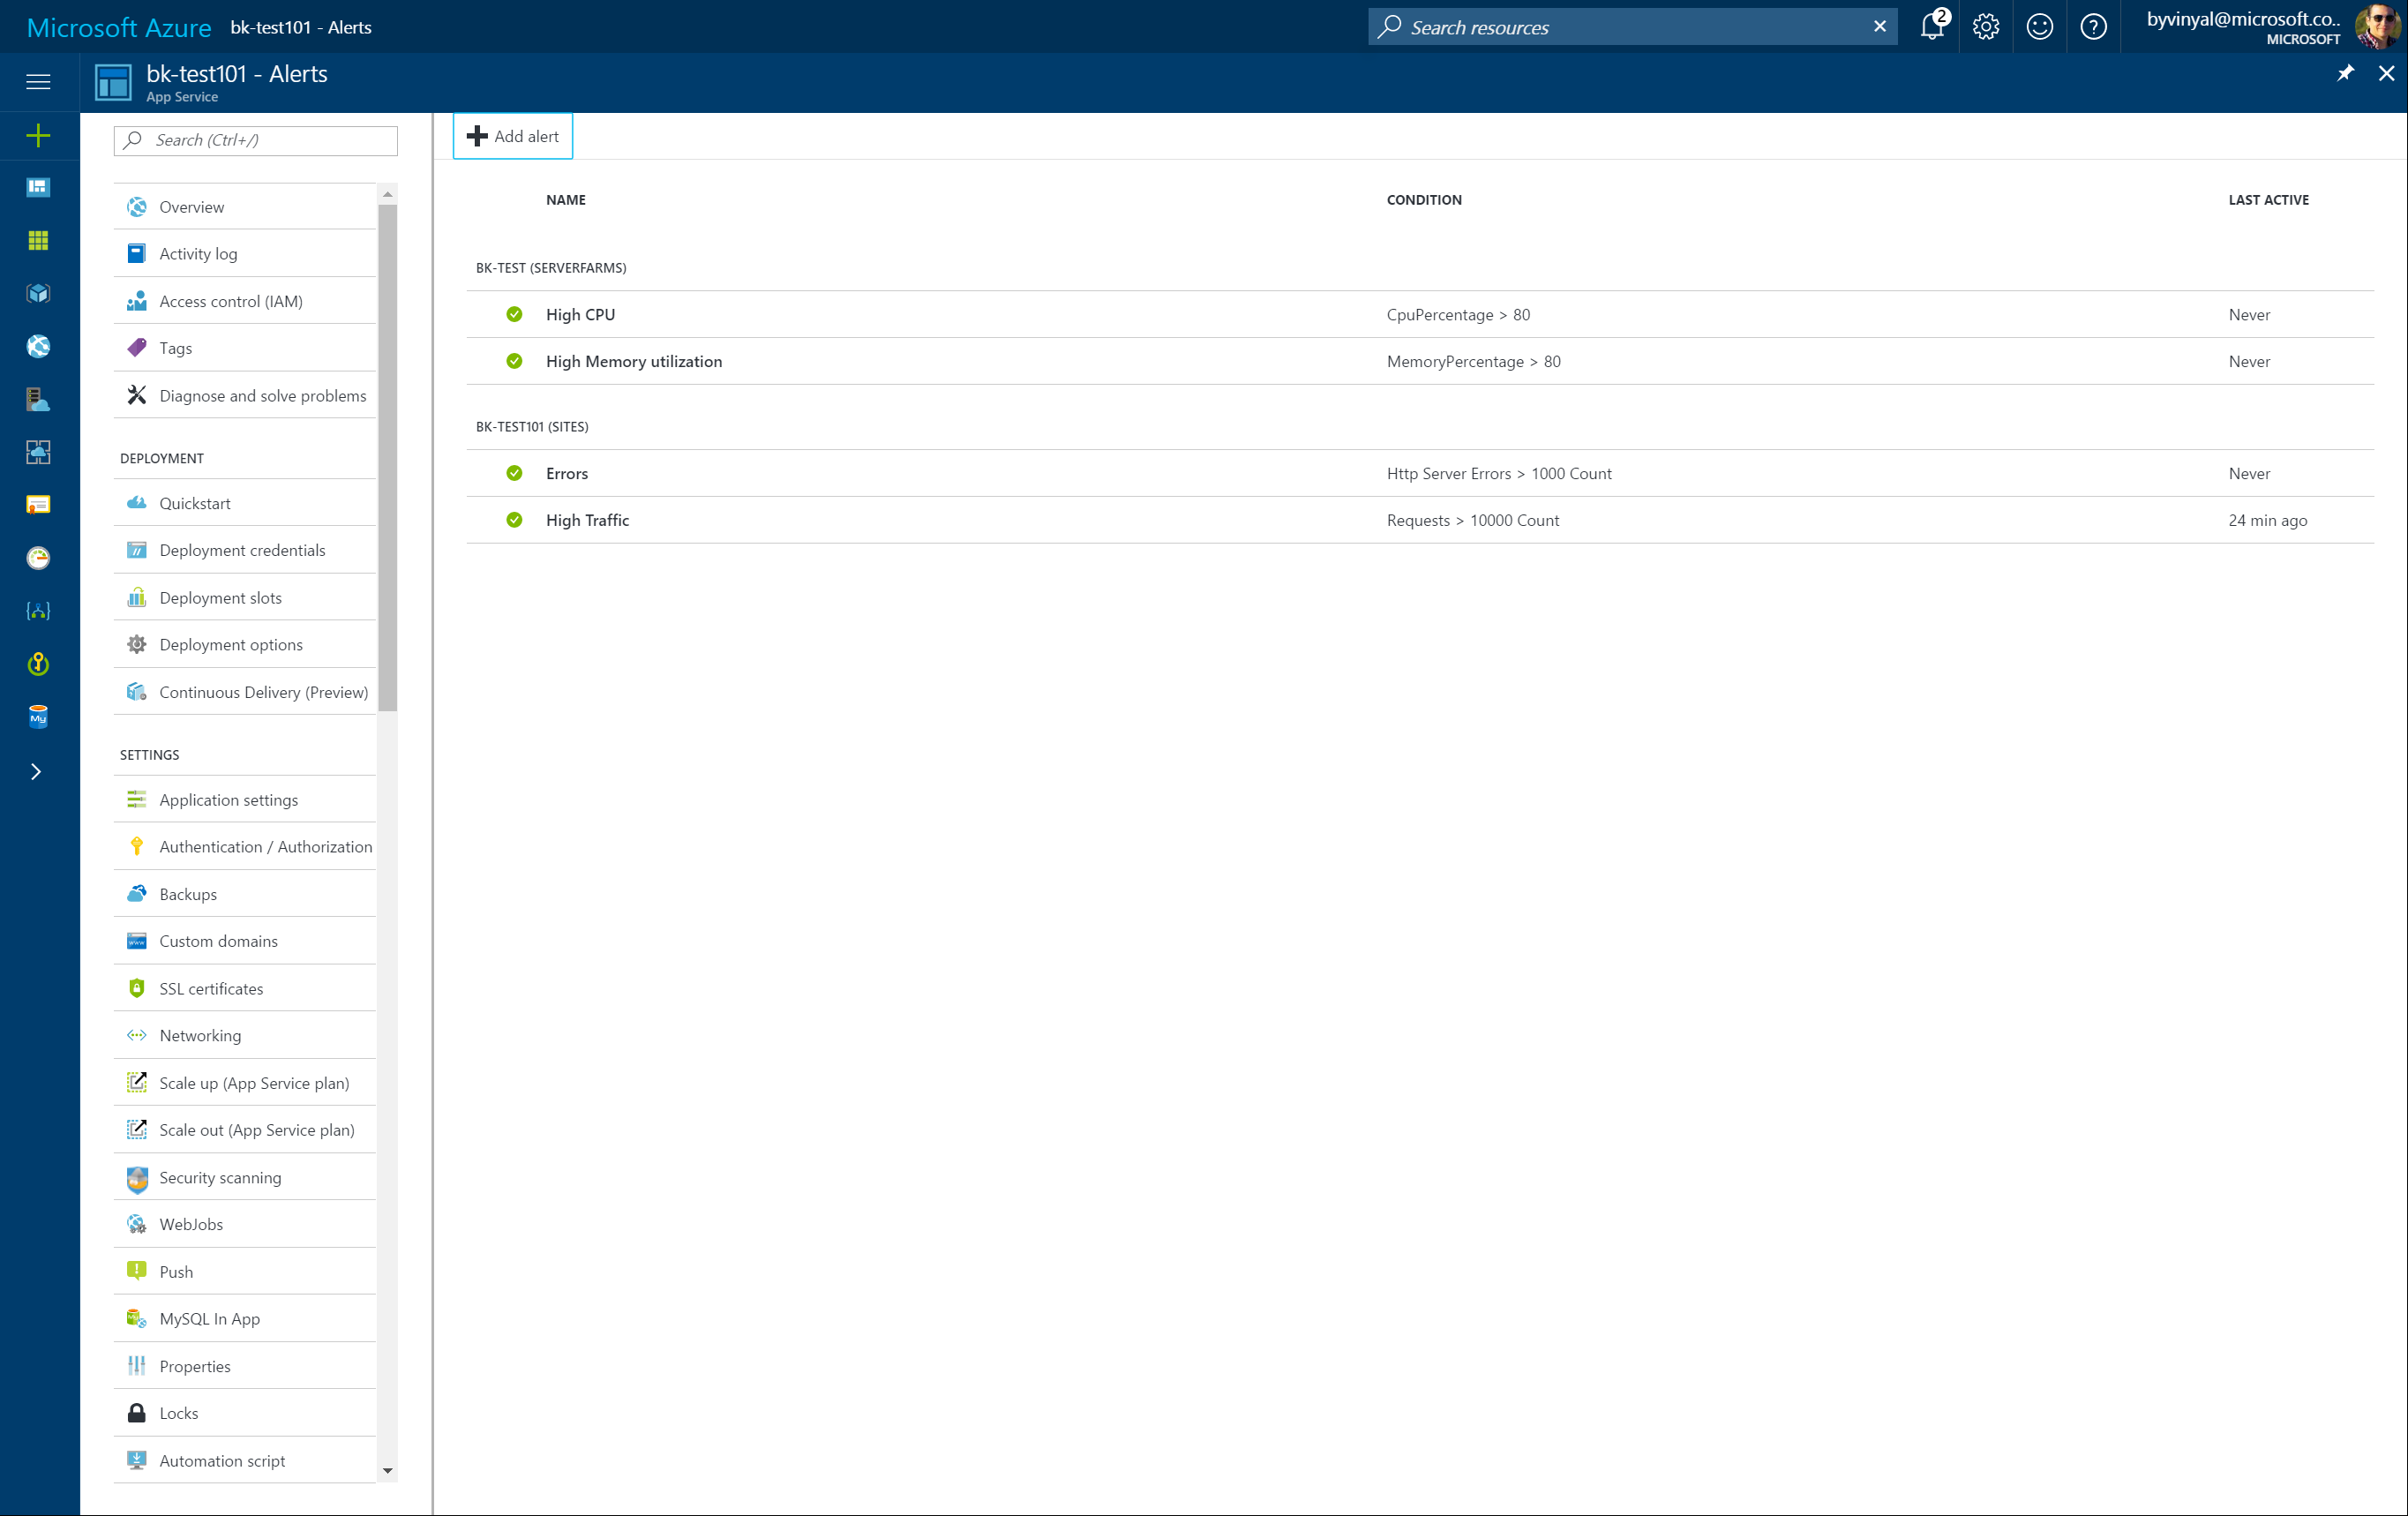 Microsoft Azure bk-test101 - Alerts
Search resources
2
byvinyal@microsoft.co..
MICROSOFT
bk-test101 - Alerts
App Service
Search (Ctrl+/)
Overview
Activity log
Access control (IAM)
Tags
Diagnose and solve problems
DEPLOYMENT
Quickstart
Deployment credentials
Deployment slots
Deployment options
Continuous Delivery (Preview)
SETTINGS
Application settings
Authentication / Authorization
Backups
Custom domains
SSL certificates
Networking
Scale up (App Service plan)
Scale out (App Service plan)
Security scanning
WebJobs
Push
MySQL In App
Properties
Locks
Automation script
Add alert
NAME CONDITION LAST ACTIVE
BK-TEST (SERVERFARMS)
High CPU CpuPercentage > 80 Never
High Memory utilization MemoryPercentage > 80 Never
BK-TEST101 (SITES)
Errors Http Server Errors > 1000 Count Never
High Traffic Requests > 10000 Count 24 min ago